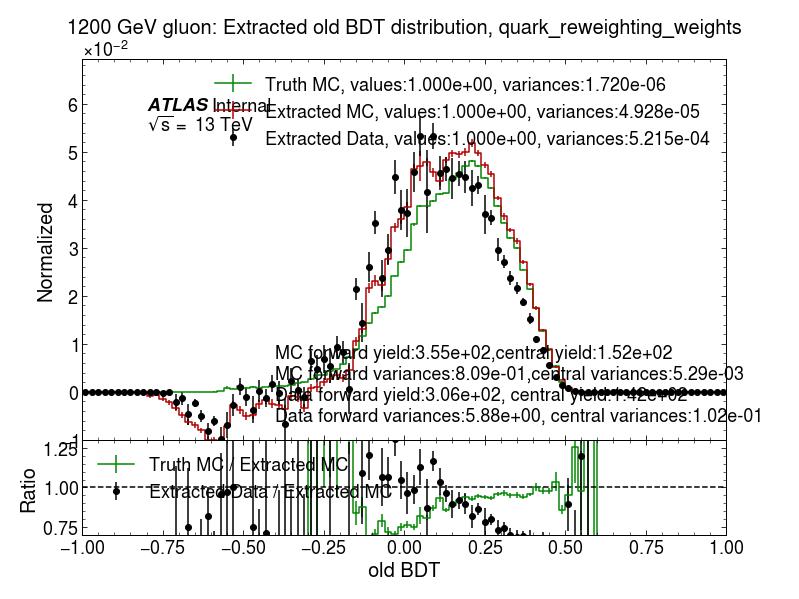 1200 GeV gluon: Extracted old BDT distribution, quark_reweighting_weights
×10⁻²
Truth MC, values:1.000e+00, variances:1.720e-06
ATLAS Internal
Extracted MC, values:1.000e+00, variances:4.928e-05
√s = 13 TeV
Extracted Data, values:1.000e+00, variances:5.215e-04
6
5
4
3
2
1
0
−1
Normalized
MC forward yield:3.55e+02,central yield:1.52e+02
MC forward variances:8.09e-01,central variances:5.29e-03
Data forward yield:3.06e+02, central yield:1.42e+02
Data forward variances:5.88e+00, central variances:1.02e-01
1.25
1.00
0.75
Ratio
Truth MC / Extracted MC
Extracted Data / Extracted MC
−1.00 −0.75 −0.50 −0.25 0.00 0.25 0.50 0.75 1.00
old BDT